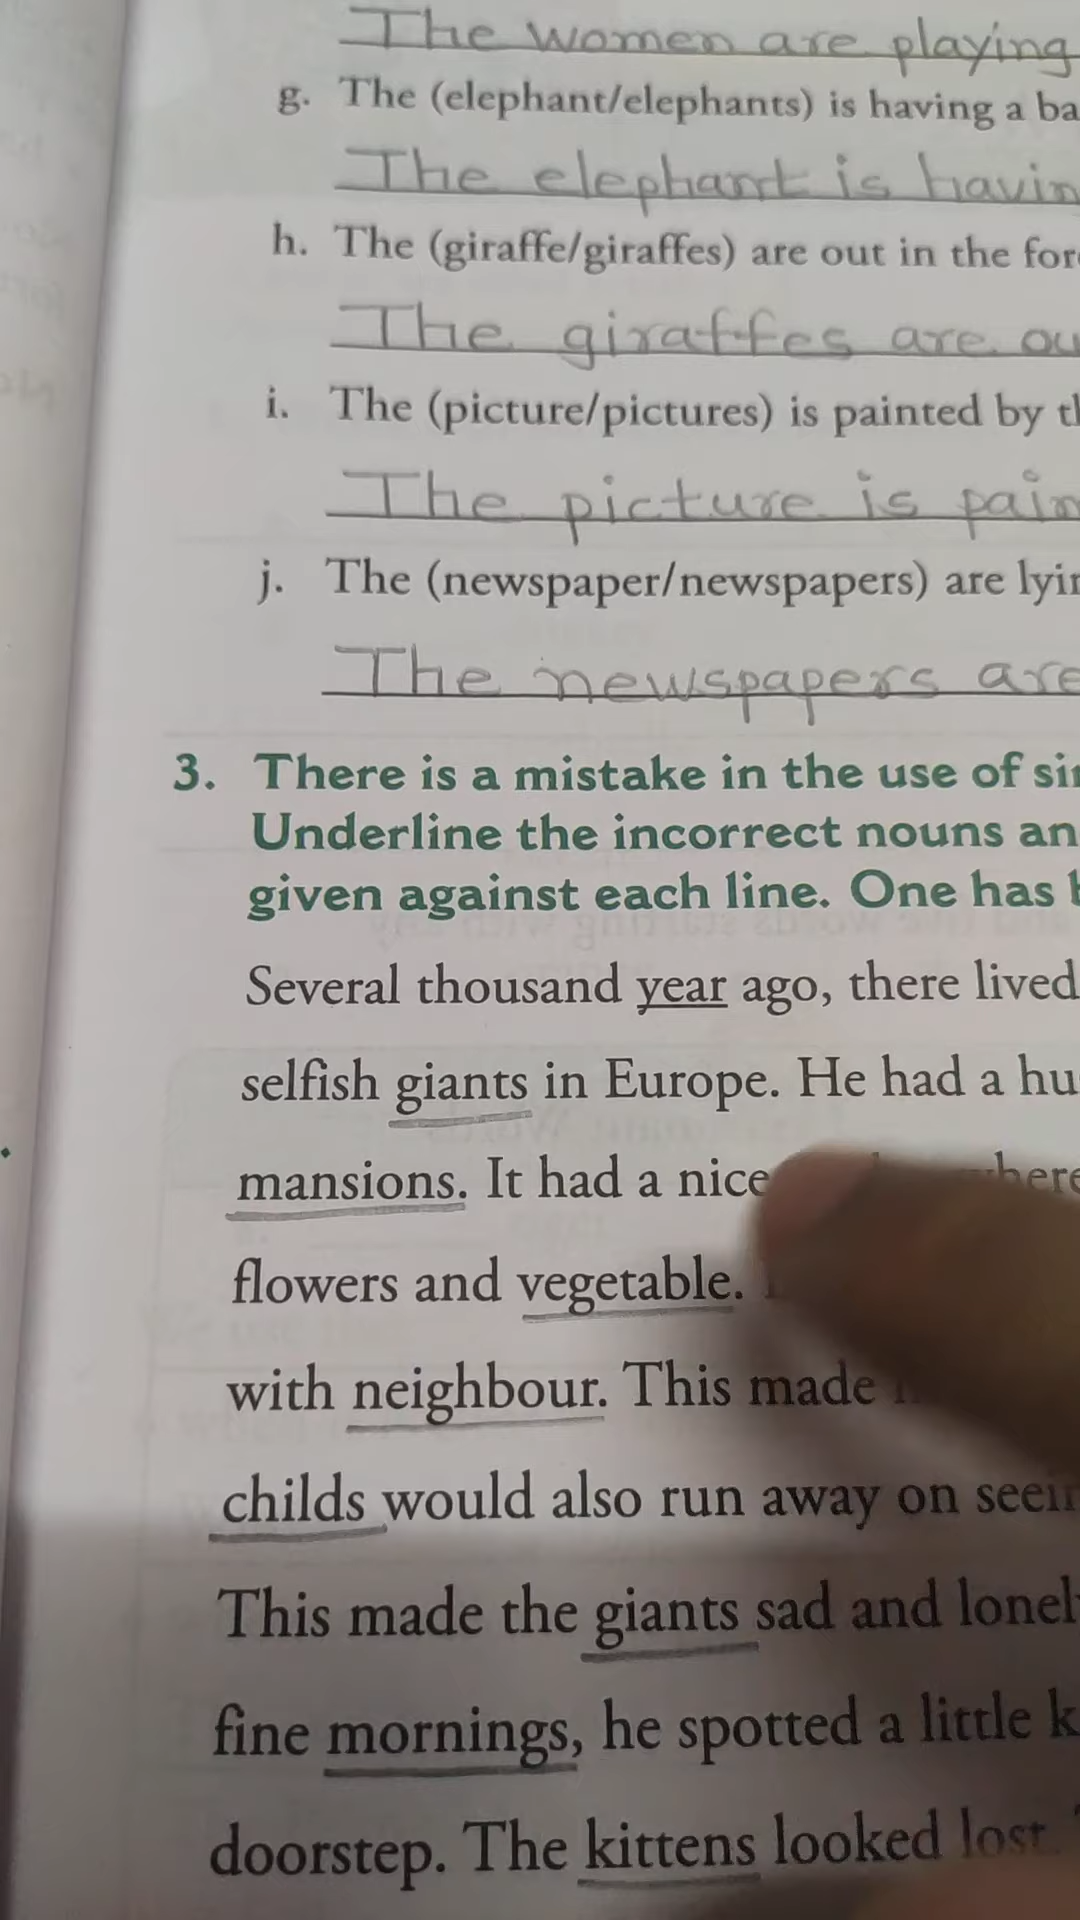 The women are playing
g. The (elephant/elephants) is having a ba
The elephant is havin
h. The (giraffe/giraffes) are out in the for
The giraffes are ou
i. The (picture/pictures) is painted by
The picture is pain
j. The (newspaper/newspapers) are lyin
The newspapers are
3. There is a mistake in the use of sin
Underline the incorrect nouns an
given against each line. One has b
Several thousand year ago, there lived
selfish giants in Europe. He had a hu
mansions. It had a nice
flowers and vegetable.
with neighbour. This made
childs would also run away on seein
This made the giants sad and lonel
fine mornings, he spotted a little k
doorstep. The kittens looked lost.